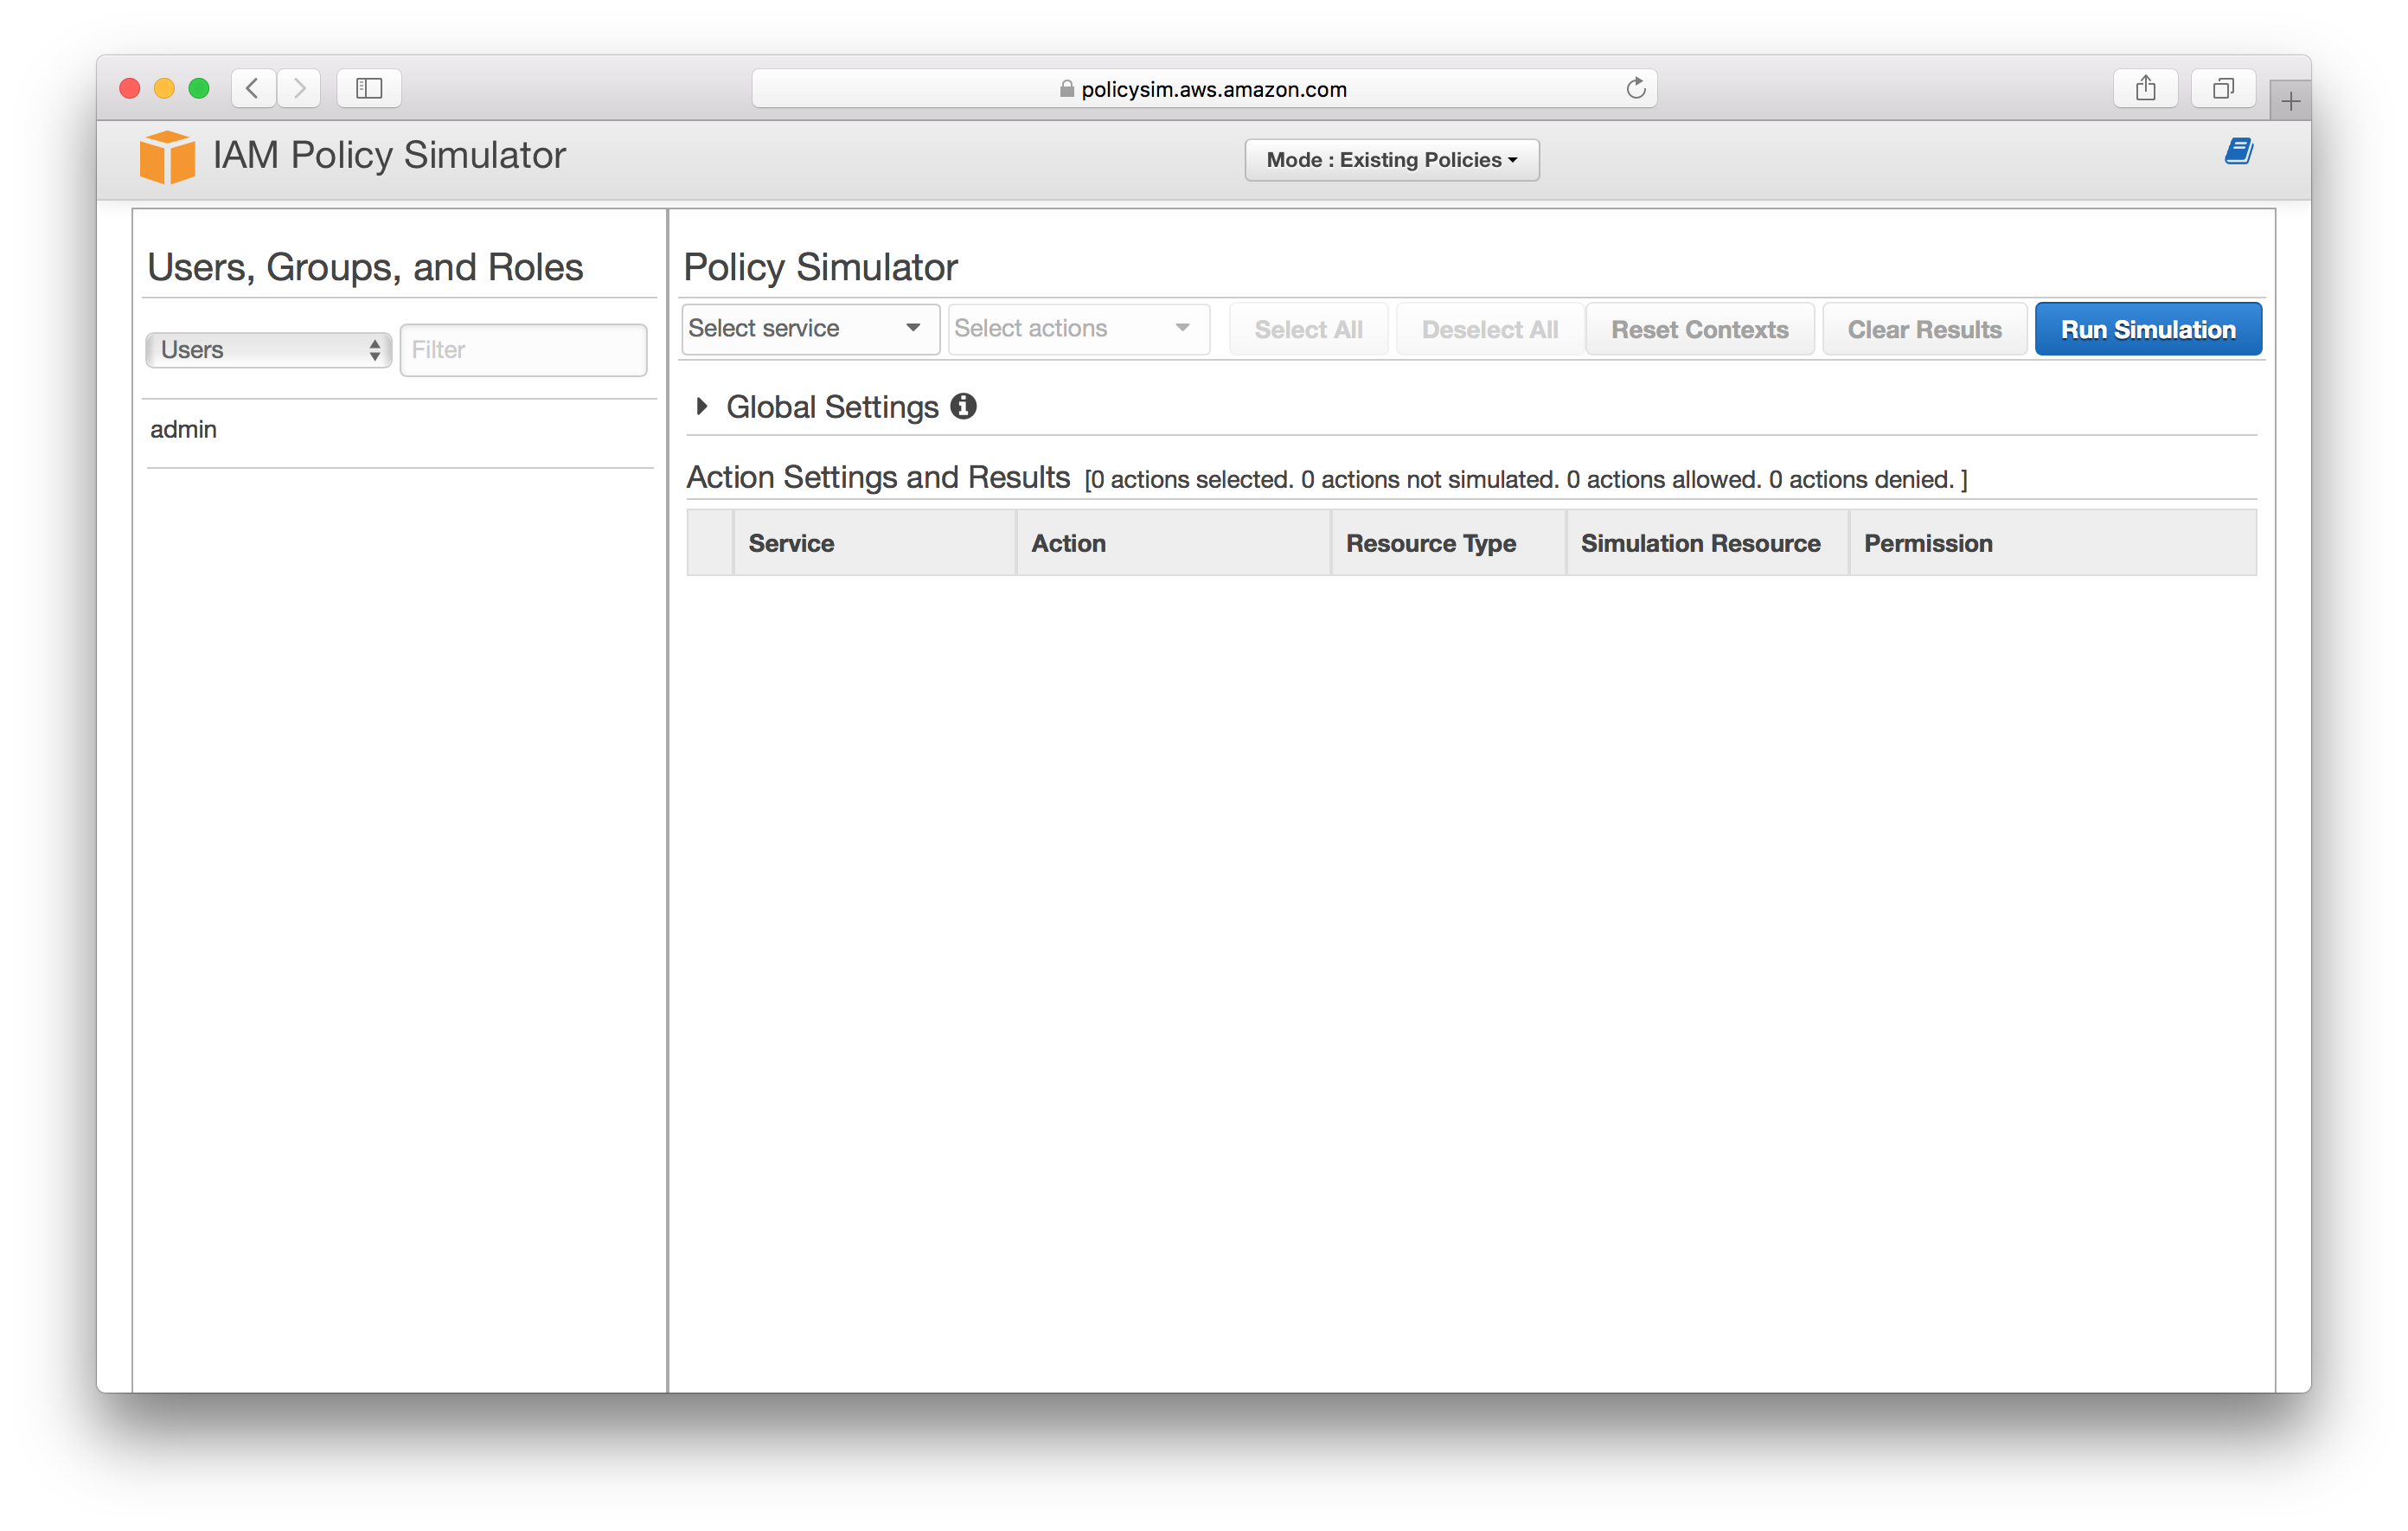 policysim.aws.amazon.com
IAM Policy Simulator
Mode : Existing Policies
Users, Groups, and Roles
Users
Filter
admin
Policy Simulator
Select service
Select actions
Select All
Deselect All
Reset Contexts
Clear Results
Run Simulation
Global Settings
Action Settings and Results [0 actions selected. 0 actions not simulated. 0 actions allowed. 0 actions denied. ]
Service
Action
Resource Type
Simulation Resource
Permission